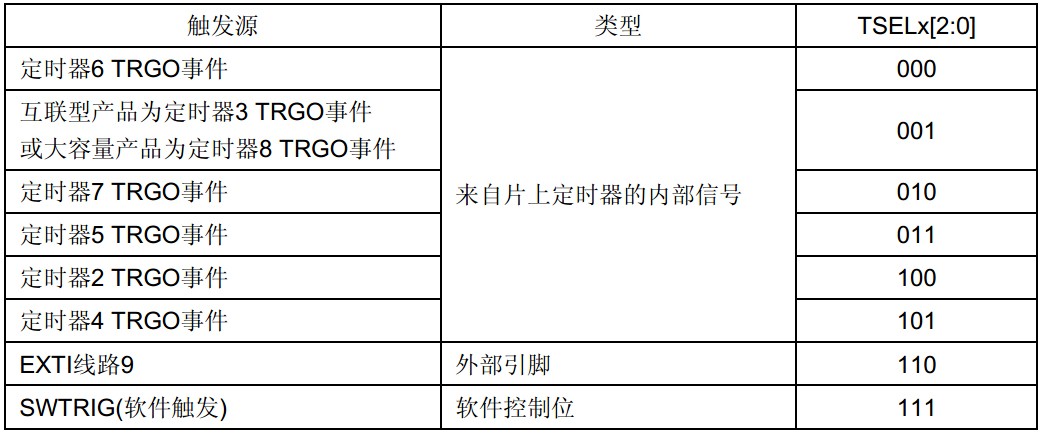 触发源 类型 TSELx[2:0]
定时器6 TRGO事件 000
互联型产品为定时器3 TRGO事件
或大容量产品为定时器8 TRGO事件 001
定时器7 TRGO事件 来自片上定时器的内部信号 010
定时器5 TRGO事件 011
定时器2 TRGO事件 100
定时器4 TRGO事件 101
EXTI线路9 外部引脚 110
SWTRIG(软件触发) 软件控制位 111